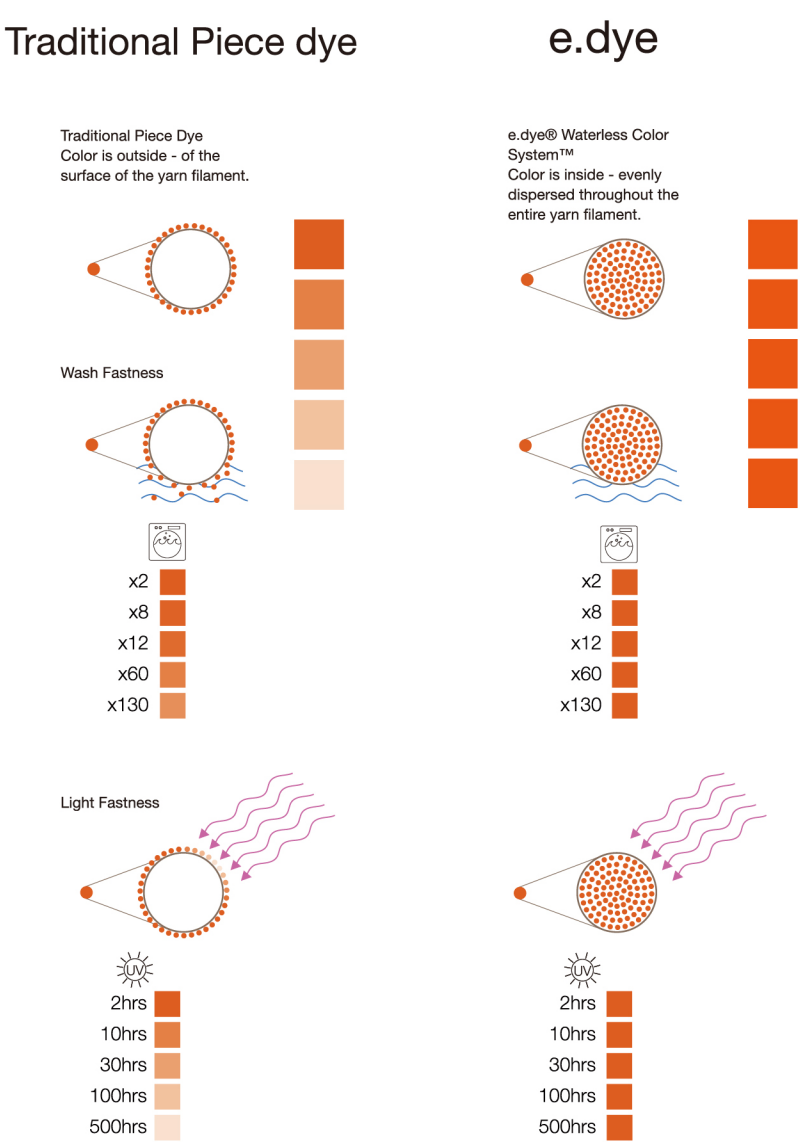 Traditional Piece dye
e.dye
Traditional Piece Dye
Color is outside - of the
surface of the yarn filament.
e.dye® Waterless Color
System™
Color is inside - evenly
dispersed throughout the
entire yarn filament.
Wash Fastness
x2
x8
x12
x60
x130
x2
x8
x12
x60
x130
Light Fastness
UV
2hrs
10hrs
30hrs
100hrs
500hrs
UV
2hrs
10hrs
30hrs
100hrs
500hrs